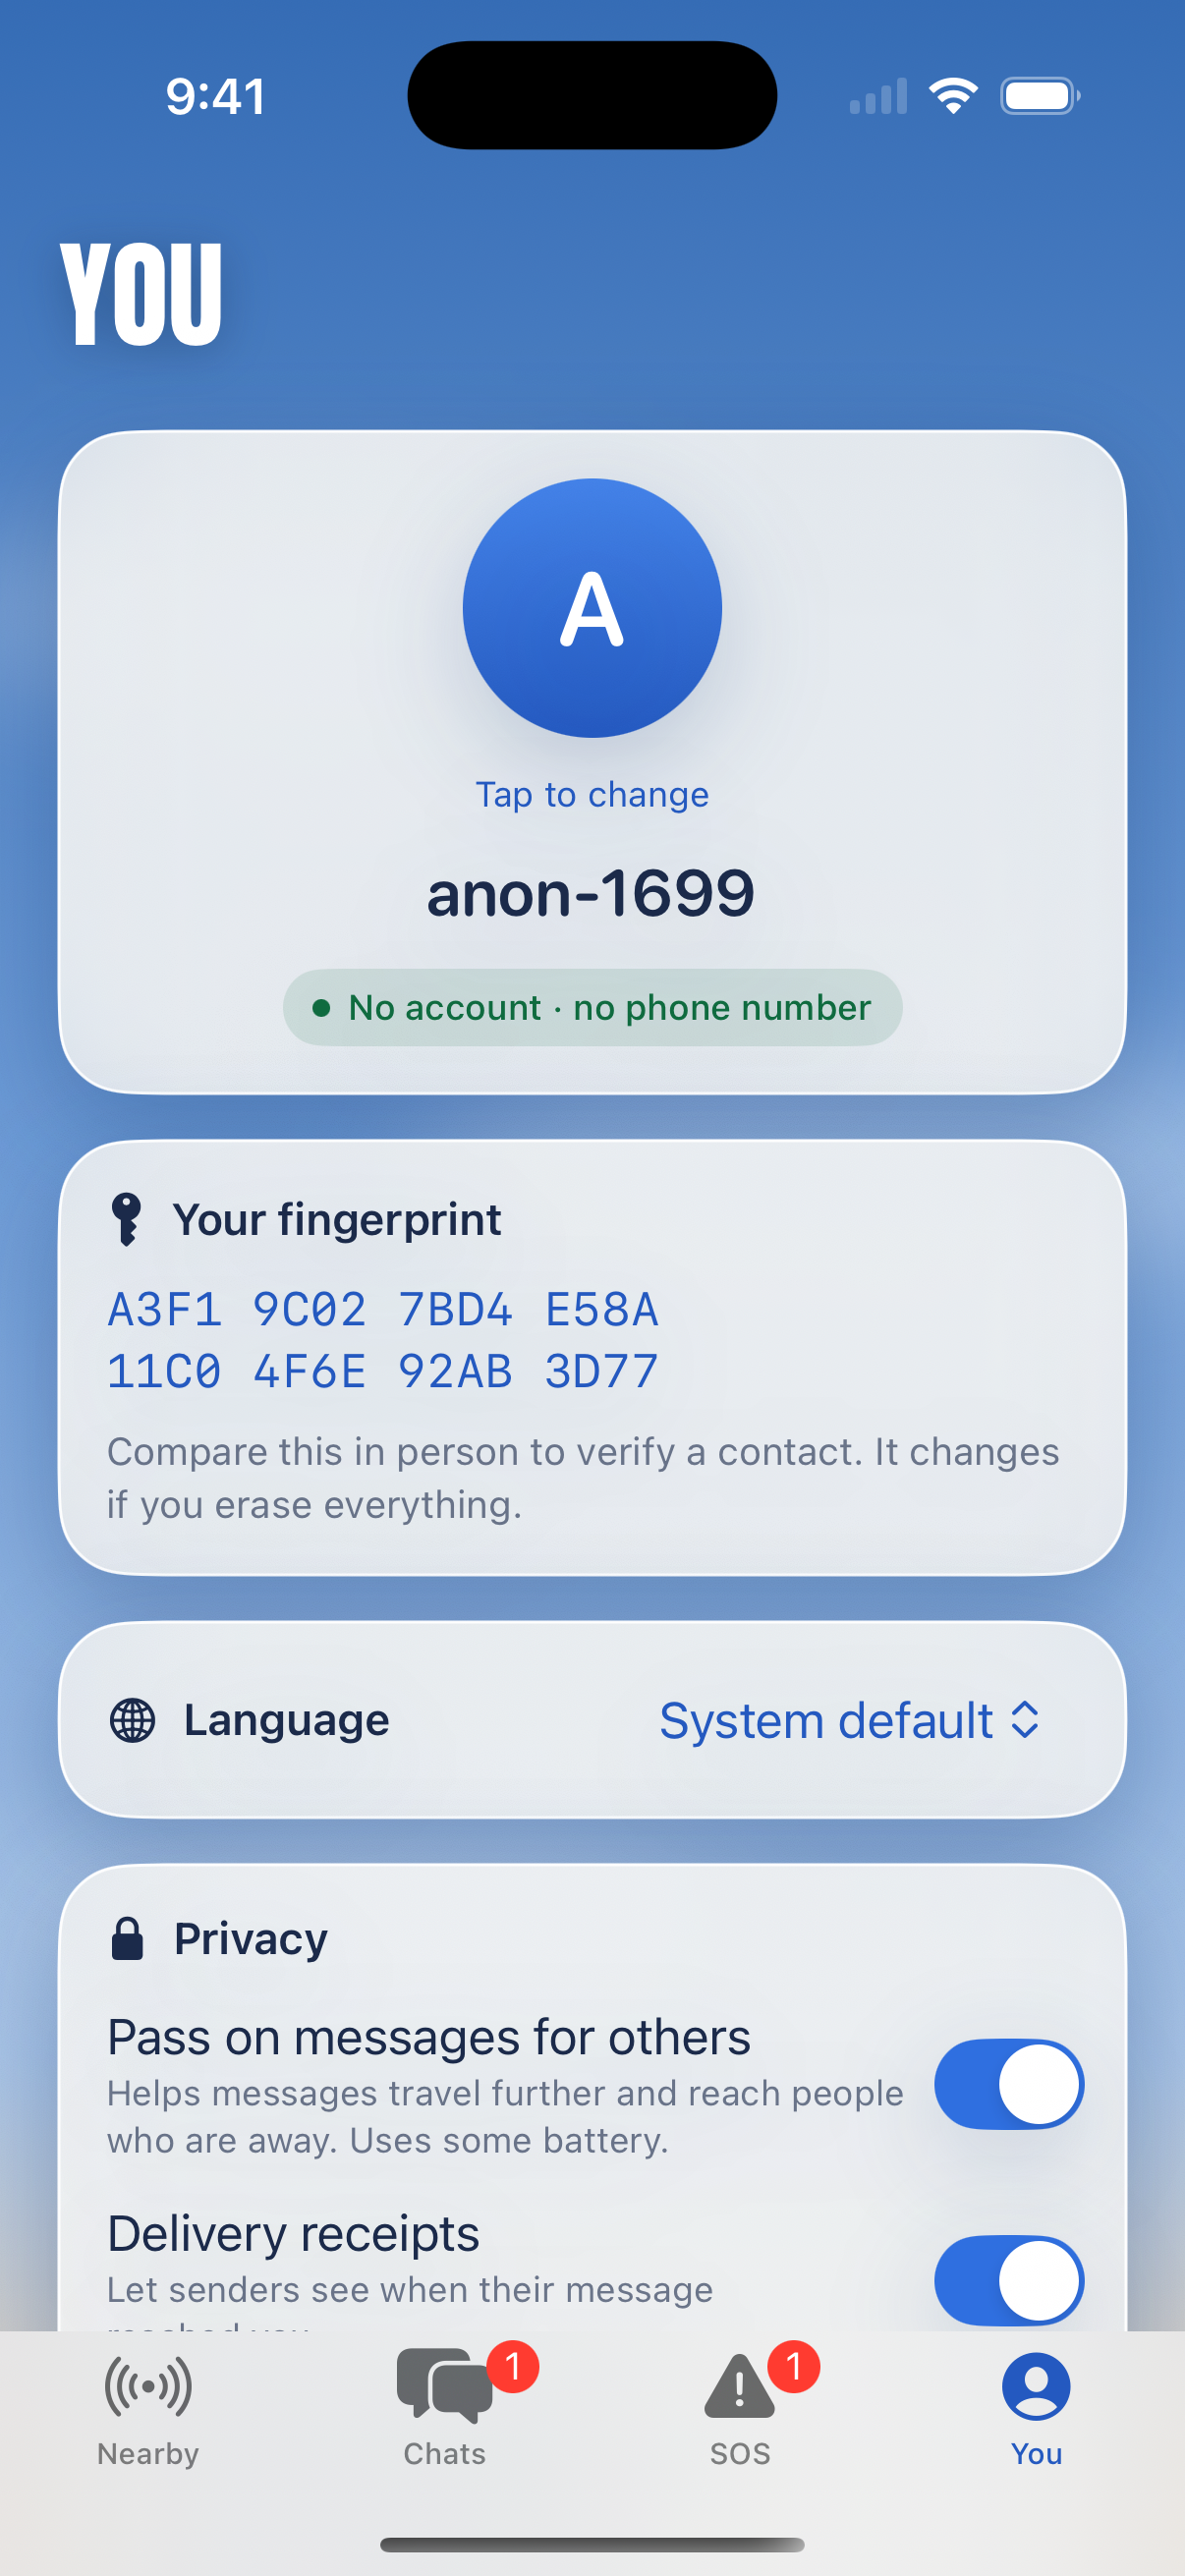 9:41
YOU
A
Tap to change
anon-1699
No account · no phone number
Your fingerprint
A3F1 9C02 7BD4 E58A
11C0 4F6E 92AB 3D77
Compare this in person to verify a contact. It changes
if you erase everything.
Language
System default
Privacy
Pass on messages for others
Helps messages travel further and reach people
who are away. Uses some battery.
Delivery receipts
Let senders see when their message
1
1
Nearby
Chats
SOS
You